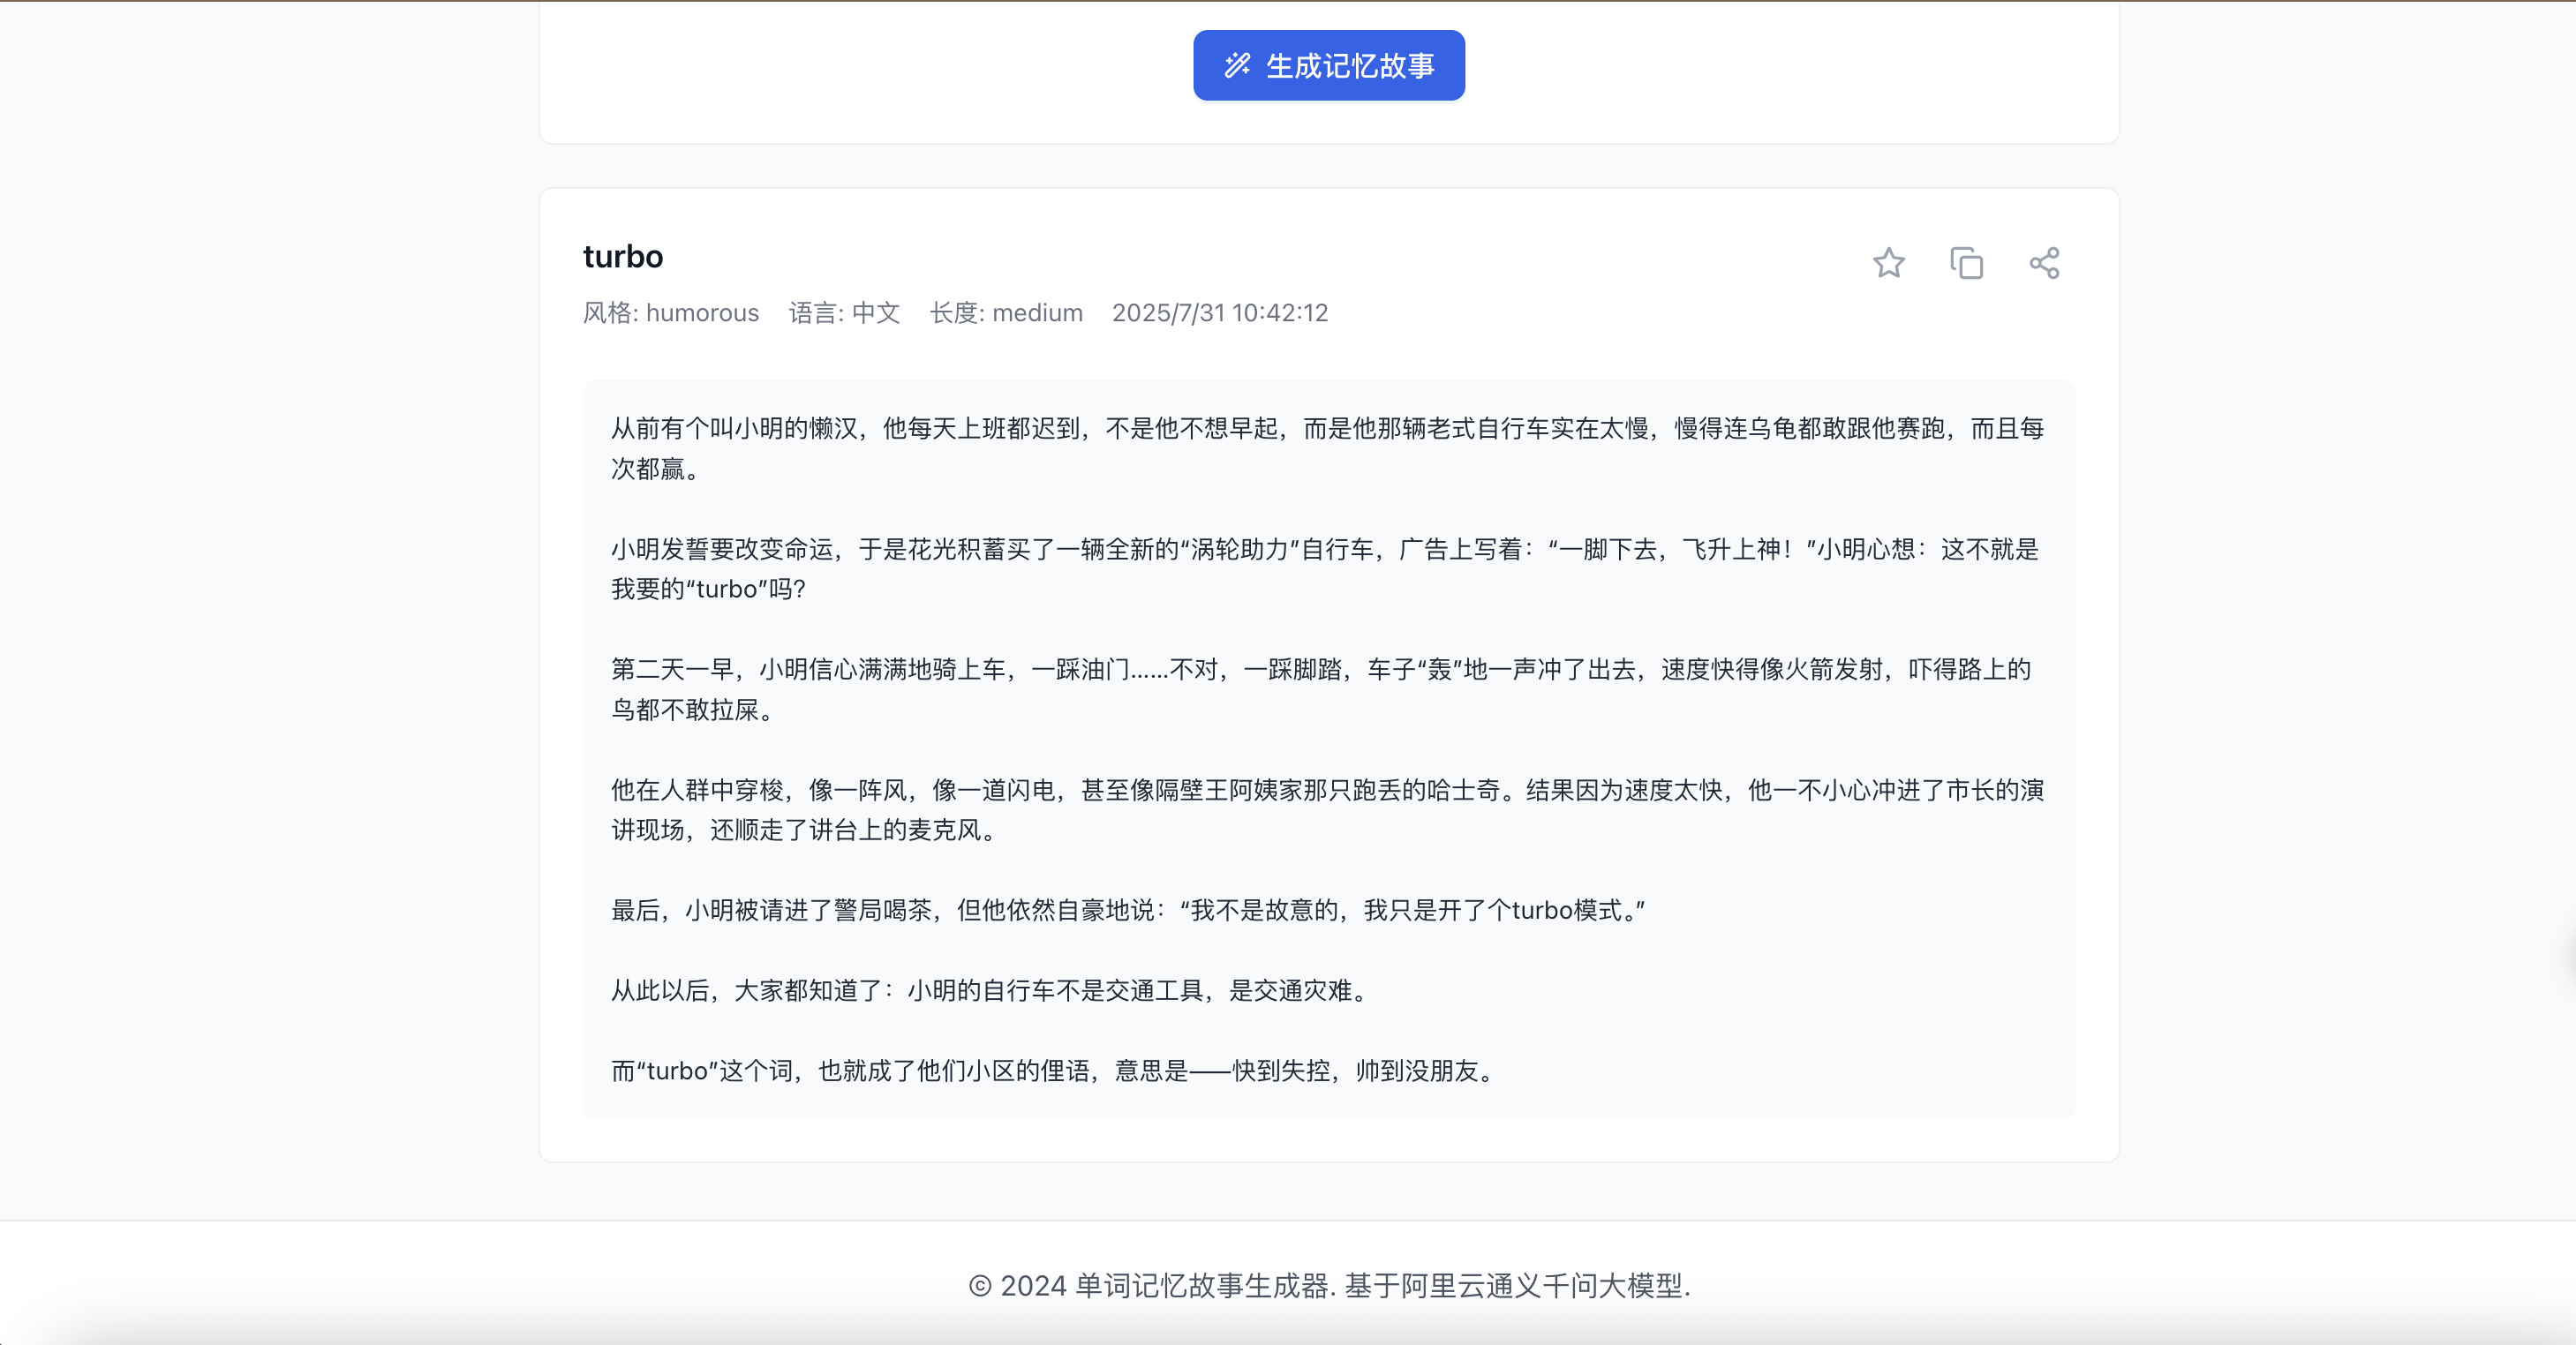 生成记忆故事
turbo
风格: humorous 语言: 中文 长度: medium 2025/7/31 10:42:12
从前有个叫小明的懒汉，他每天上班都迟到，不是他不想早起，而是他那辆老式自行车实在太慢，慢得连乌龟都敢跟他赛跑，而且每
次都赢。
小明发誓要改变命运，于是花光积蓄买了一辆全新的“涡轮助力”自行车，广告上写着：“一脚下去，飞升上神！”小明心想：这不就是
我要的“turbo”吗？
第二天一早，小明信心满满地骑上车，一踩油门……不对，一踩脚踏，车子“轰”地一声冲了出去，速度快得像火箭发射，吓得路上的
鸟都不敢拉屎。
他在人群中穿梭，像一阵风，像一道闪电，甚至像隔壁王阿姨家那只跑丢的哈士奇。结果因为速度太快，他一不小心冲进了市长的演
讲现场，还顺走了讲台上的麦克风。
最后，小明被请进了警局喝茶，但他依然自豪地说：“我不是故意的，我只是开了个turbo模式。”
从此以后，大家都知道了：小明的自行车不是交通工具，是交通灾难。
而“turbo”这个词，也就成了他们小区的俚语，意思是——快到失控，帅到没朋友。
© 2024 单词记忆故事生成器. 基于阿里云通义千问大模型.